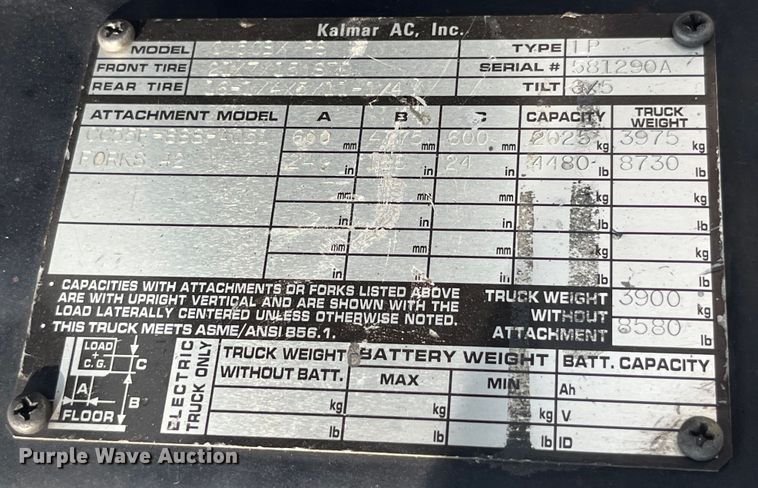 Kalmar AC, Inc.
MODEL TYPE LP
FRONT TIRE SERIAL # 581290A
REAR TIRE TILT 3/5
ATTACHMENT MODEL A B C CAPACITY TRUCK WEIGHT
600 mm mm 600 mm 2025 kg 3975 kg
FORKS in in 24 in 4480 lb 8730 lb
mm mm mm kg kg
in in in lb lb
mm mm mm kg kg
in in in lb lb
• CAPACITIES WITH ATTACHMENTS OR FORKS LISTED ABOVE
ARE WITH UPRIGHT VERTICAL AND ARE SHOWN WITH THE
LOAD LATERALLY CENTERED UNLESS OTHERWISE NOTED.
• THIS TRUCK MEETS ASME/ANSI B56.1.
TRUCK WEIGHT 3900 kg
WITHOUT
ATTACHMENT 8580 lb
LOAD
+
C.G. C
A B
FLOOR
ELECTRIC
TRUCK ONLY
TRUCK WEIGHT BATTERY WEIGHT BATT. CAPACITY
WITHOUT BATT. MAX MIN Ah
kg kg kg V
lb lb lb ID
Purple Wave Auction